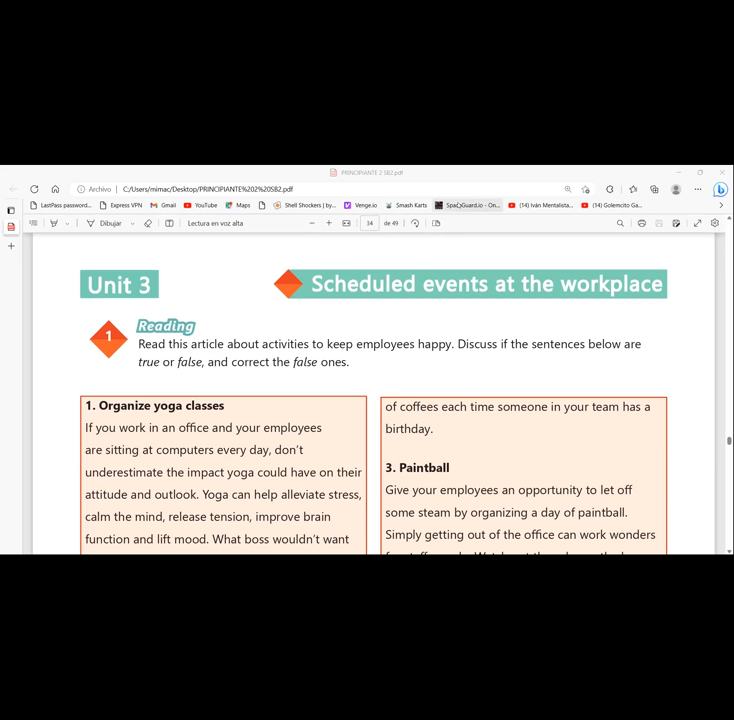 PRINCIPIANTE 2 SB2.pdf
Archivo | C:/Users/mimac/Desktop/PRINCIPIANTE%202%20SB2.pdf
LastPass password... Express VPN Gmail YouTube Maps Shell Shockers | by... Venge.io Smash Karts On... (14) Iván Mentalista... (14) Golemcito Ga...
Dibujar Lectura en voz alta 34 de 49
Unit 3
Scheduled events at the workplace
1
Reading
Read this article about activities to keep employees happy. Discuss if the sentences below are
true or false, and correct the false ones.
1. Organize yoga classes
If you work in an office and your employees
are sitting at computers every day, don't
underestimate the impact yoga could have on their
attitude and outlook. Yoga can help alleviate stress,
calm the mind, release tension, improve brain
function and lift mood. What boss wouldn't want
of coffees each time someone in your team has a
birthday.
3. Paintball
Give your employees an opportunity to let off
some steam by organizing a day of paintball.
Simply getting out of the office can work wonders